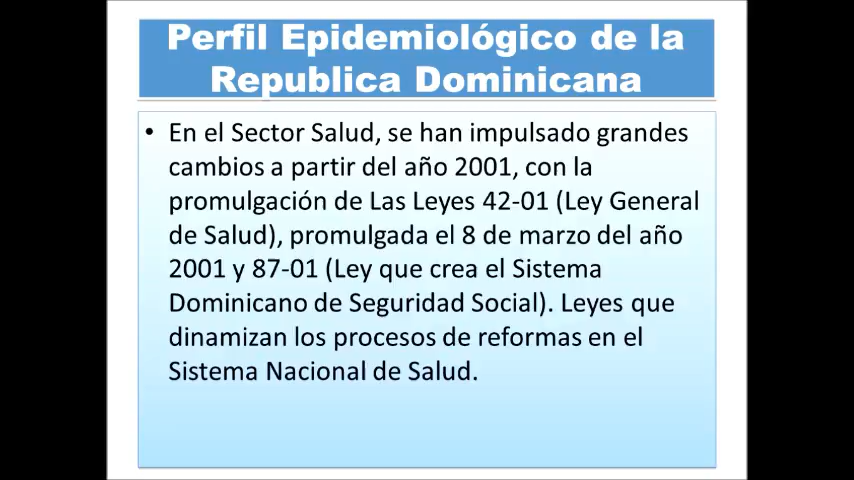 Perfil Epidemiológico de la
Republica Dominicana
• En el Sector Salud, se han impulsado grandes
cambios a partir del año 2001, con la
promulgación de Las Leyes 42-01 (Ley General
de Salud), promulgada el 8 de marzo del año
2001 y 87-01 (Ley que crea el Sistema
Dominicano de Seguridad Social). Leyes que
dinamizan los procesos de reformas en el
Sistema Nacional de Salud.